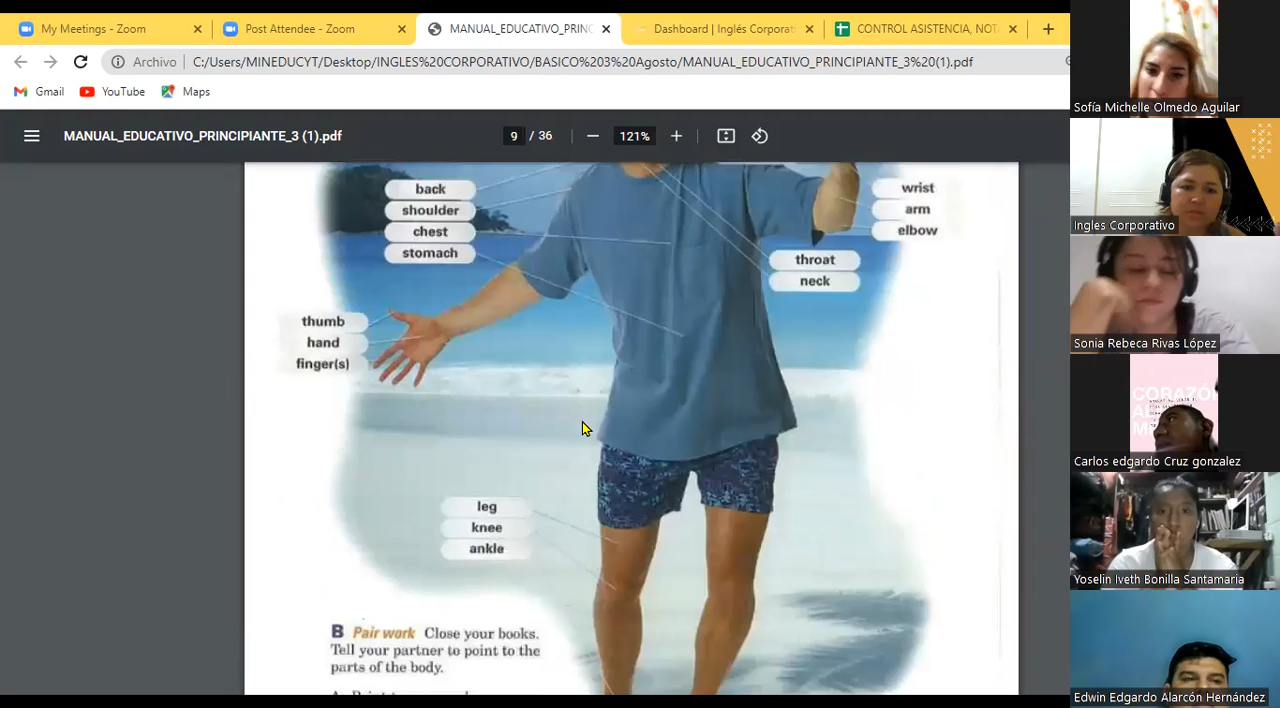 My Meetings - Zoom
Post Attendee - Zoom
MANUAL_EDUCATIVO_PRINC
Dashboard | Inglés Corporat
CONTROL ASISTENCIA, NOT
Archivo | C:/Users/MINEDUCYT/Desktop/INGLES%20CORPORATIVO/BASICO%203%20Agosto/MANUAL_EDUCATIVO_PRINCIPIANTE_3%20(1).pdf
Gmail YouTube Maps
MANUAL_EDUCATIVO_PRINCIPIANTE_3 (1).pdf
9 / 36
121%
back
shoulder
chest
stomach
wrist
arm
elbow
throat
neck
thumb
hand
finger(s)
leg
knee
ankle
B Pair work Close your books.
Tell your partner to point to the
parts of the body.
Sofía Michelle Olmedo Aguilar
Ingles Corporativo
Sonia Rebeca Rivas López
CORAZÓ
Carlos edgardo Cruz gonzalez
Yoselin Iveth Bonilla Santamaria
Edwin Edgardo Alarcón Hernández